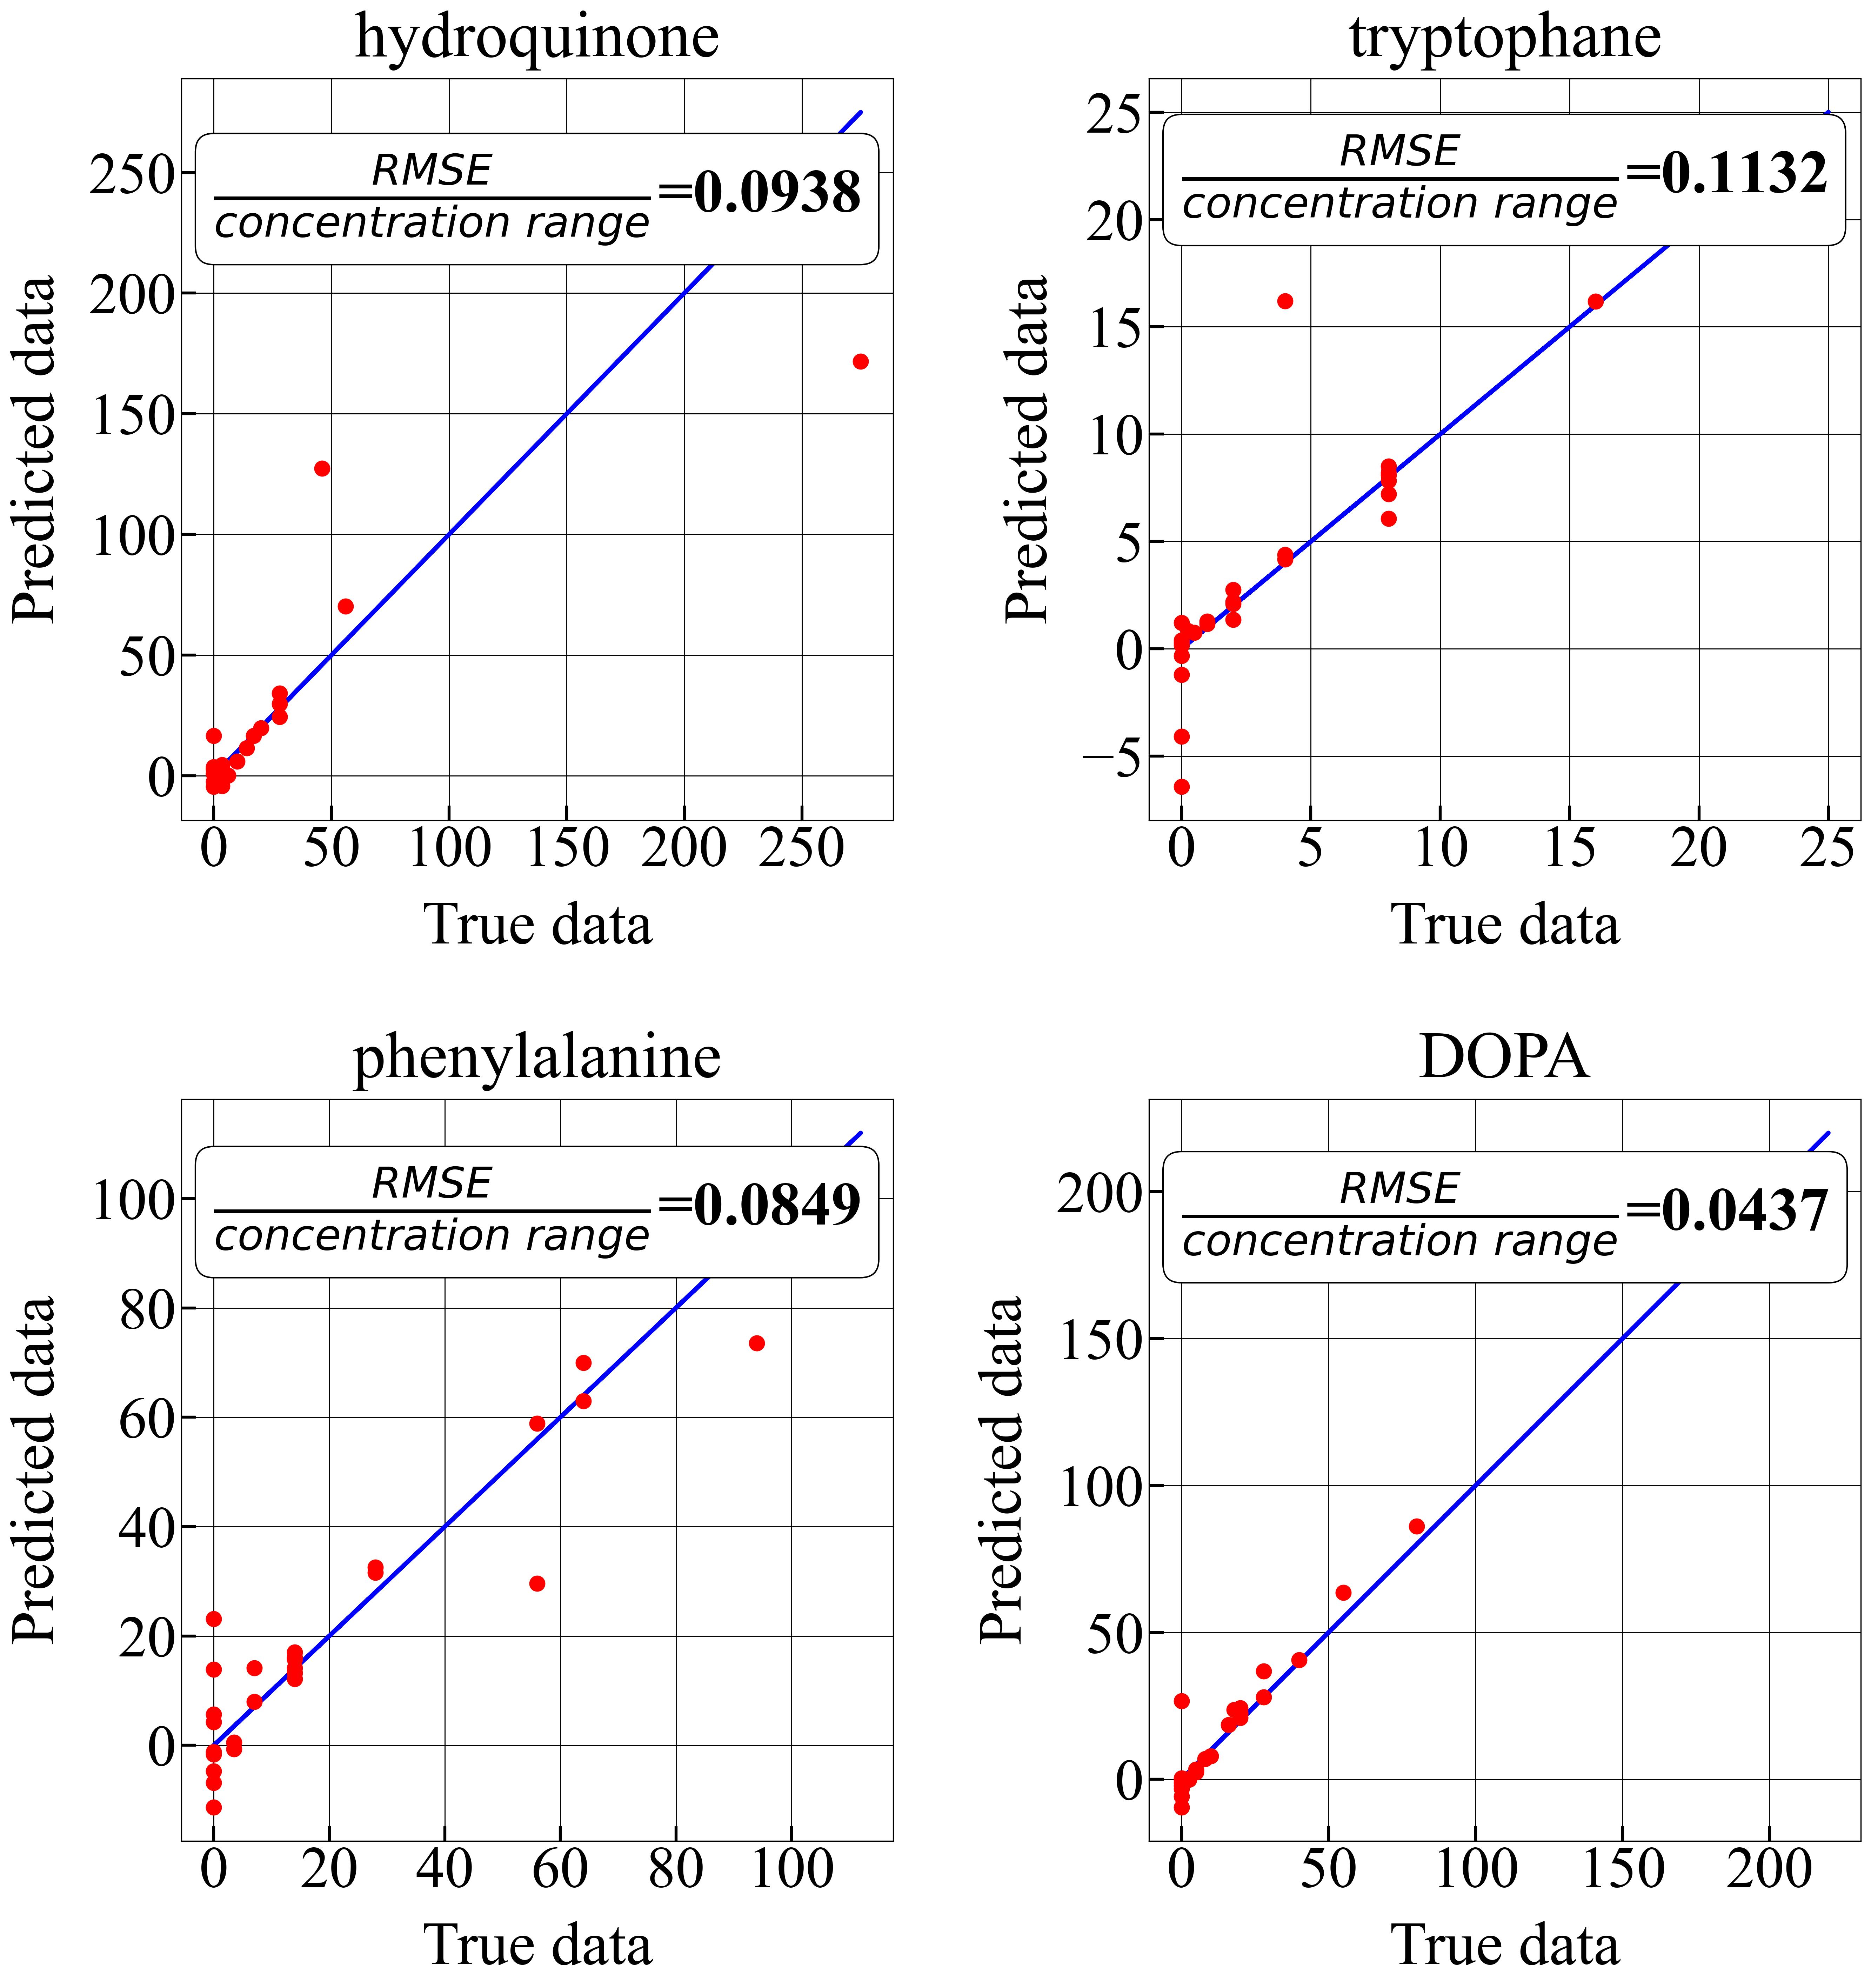 hydroquinone
250
200
150
100
50
0
RMSE
concentration range
=0.0938
Predicted data
0 50 100 150 200 250
True data
tryptophane
25
20
15
10
5
0
−5
RMSE
concentration range
=0.1132
Predicted data
0 5 10 15 20 25
True data
phenylalanine
100
80
60
40
20
0
RMSE
concentration range
=0.0849
Predicted data
0 20 40 60 80 100
True data
DOPA
200
150
100
50
0
RMSE
concentration range
=0.0437
Predicted data
0 50 100 150 200
True data